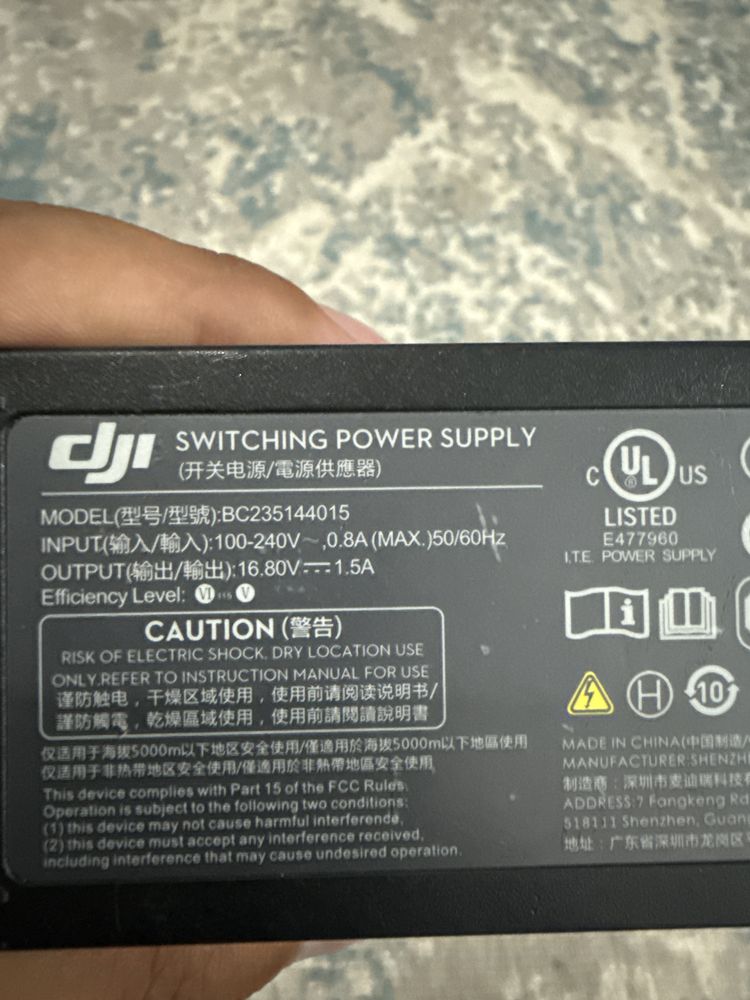 dji SWITCHING POWER SUPPLY
(开关电源/電源供應器)
MODEL(型号/型號):BC235144015
INPUT(输入/輸入):100-240V~,0.8A(MAX.)50/60Hz
OUTPUT(输出/輸出):16.80V⎓1.5A
Efficiency Level: VI V
CAUTION (警告)
RISK OF ELECTRIC SHOCK. DRY LOCATION USE
ONLY.REFER TO INSTRUCTION MANUAL FOR USE
谨防触电,干燥区域使用,使用前请阅读说明书/
謹防觸電,乾燥區域使用,使用前請閱讀說明書
仅适用于海拔5000m以下地区安全使用/僅適用於海拔5000m以下地區使用
仅适用于非热带地区安全使用/僅適用於非熱帶地區安全使用
This device complies with Part 15 of the FCC Rules.
Operation is subject to the following two conditions:
(1) this device may not cause harmful interference,
(2) this device must accept any interference received,
including interference that may cause undesired operation.
C UL US
LISTED
E477960
I.T.E. POWER SUPPLY
i
H 10
MADE IN CHINA(中国制造/
MANUFACTURER:SHENZHE
制造商:深圳市麦迪瑞科技
ADDRESS:7 Fongkeng Rd
518111 Shenzhen, Guan
地址:广东省深圳市龙岗区